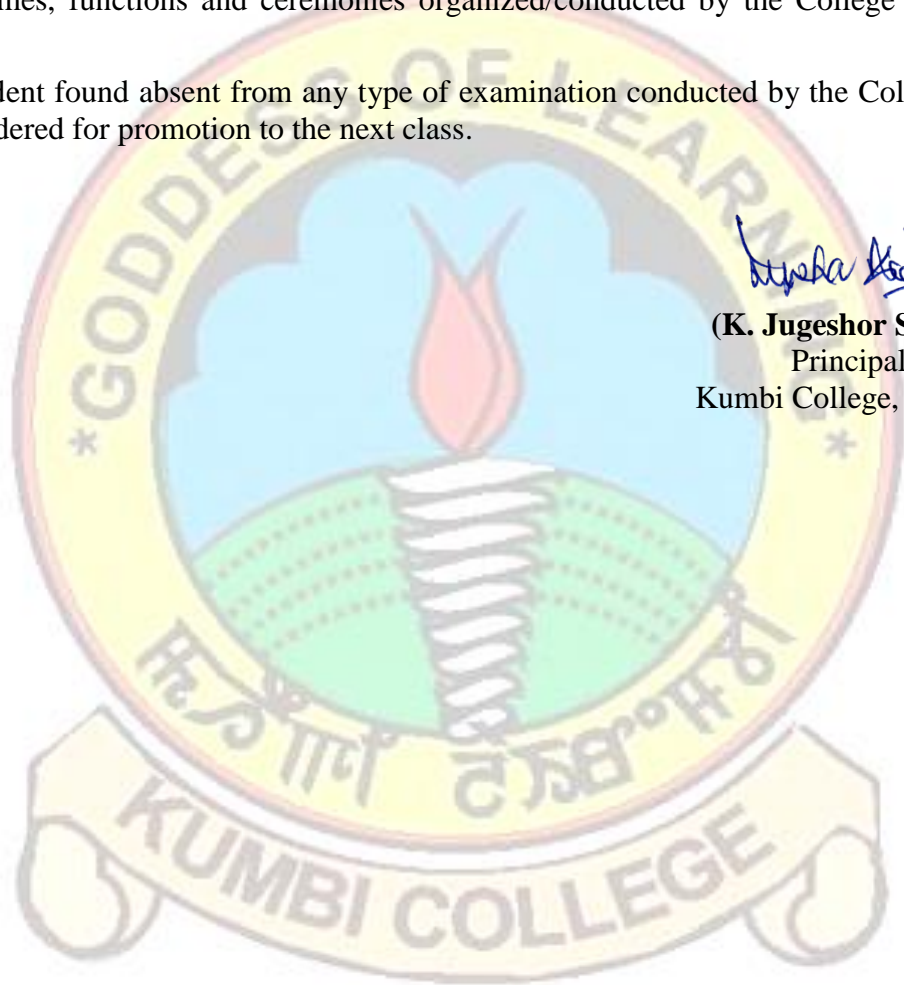 mes, functions and ceremonies organized/conducted by the College
dent found absent from any type of examination conducted by the Col
dered for promotion to the next class.
(K. Jugeshor S
Principal
Kumbi College,
*GODDESS OF LEARNING*
KUMBI COLLEGE